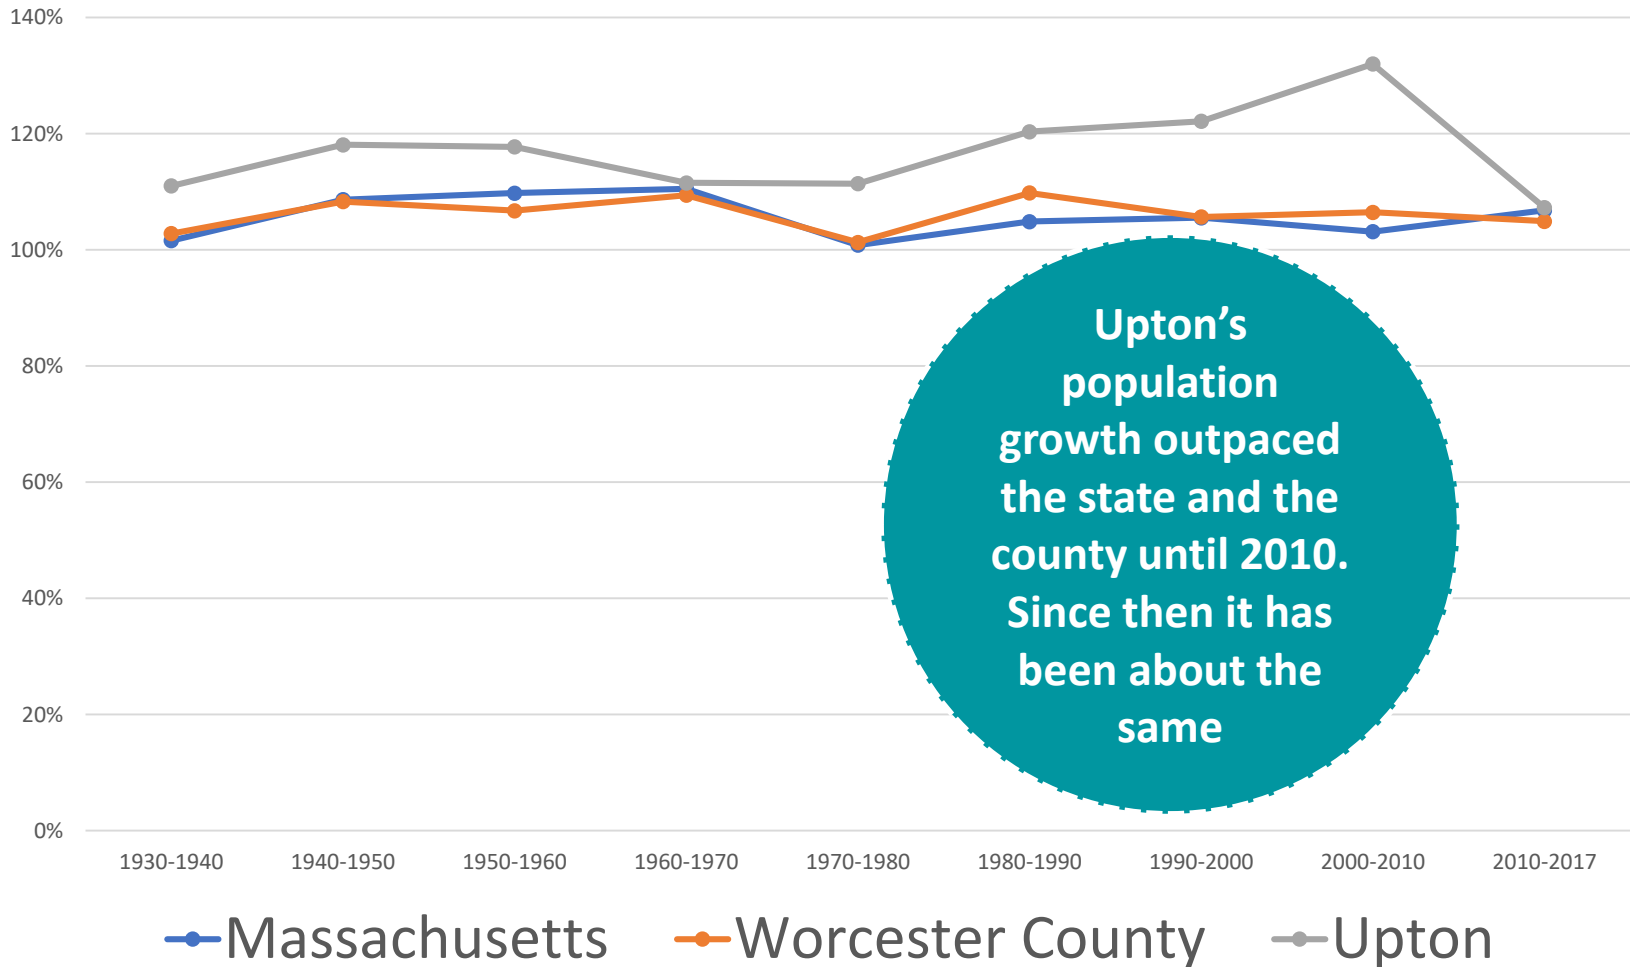 140%
120%
100%
80%
60%
40%
20%
0%
Upton’s
population
growth outpaced
the state and the
county until 2010.
Since then it has
been about the
same
1930-1940 1940-1950 1950-1960 1960-1970 1970-1980 1980-1990 1990-2000 2000-2010 2010-2017
Massachusetts Worcester County Upton